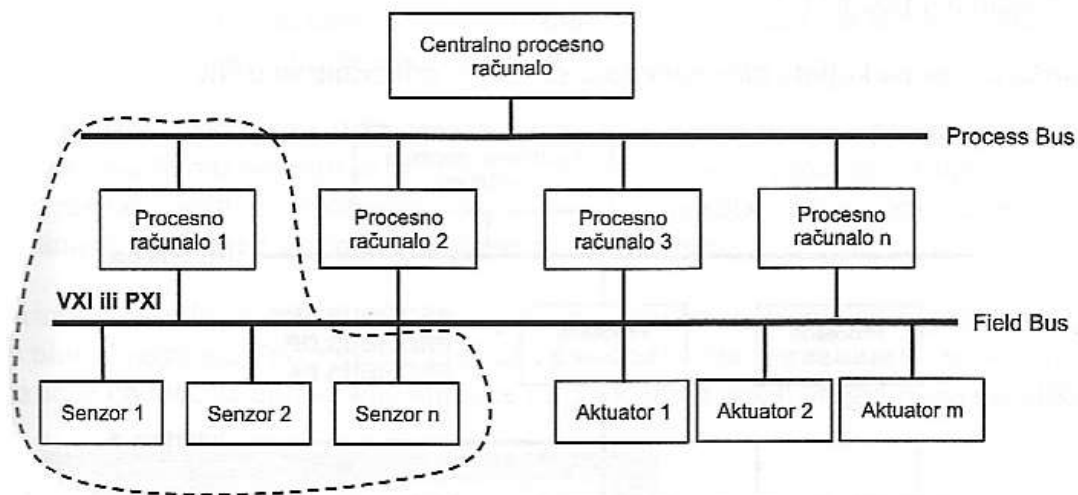 Centralno procesno
računalo
Process Bus
Procesno
računalo 1
Procesno
računalo 2
Procesno
računalo 3
Procesno
računalo n
VXI ili PXI
Field Bus
Senzor 1
Senzor 2
Senzor n
Aktuator 1
Aktuator 2
Aktuator m